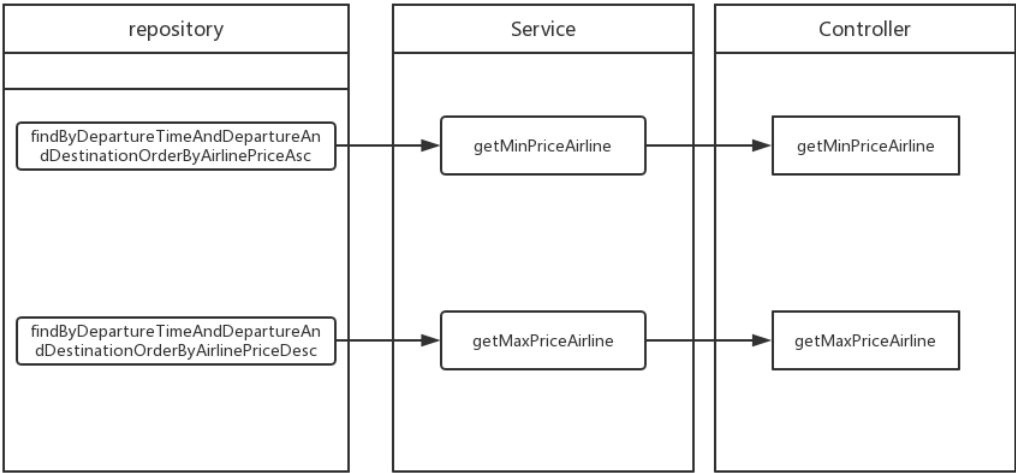 repository
Service
Controller
findByDepartureTimeAndDepartureAn
dDestinationOrderByAirlinePriceAsc
getMinPriceAirline
getMinPriceAirline
findByDepartureTimeAndDepartureAn
dDestinationOrderByAirlinePriceDesc
getMaxPriceAirline
getMaxPriceAirline